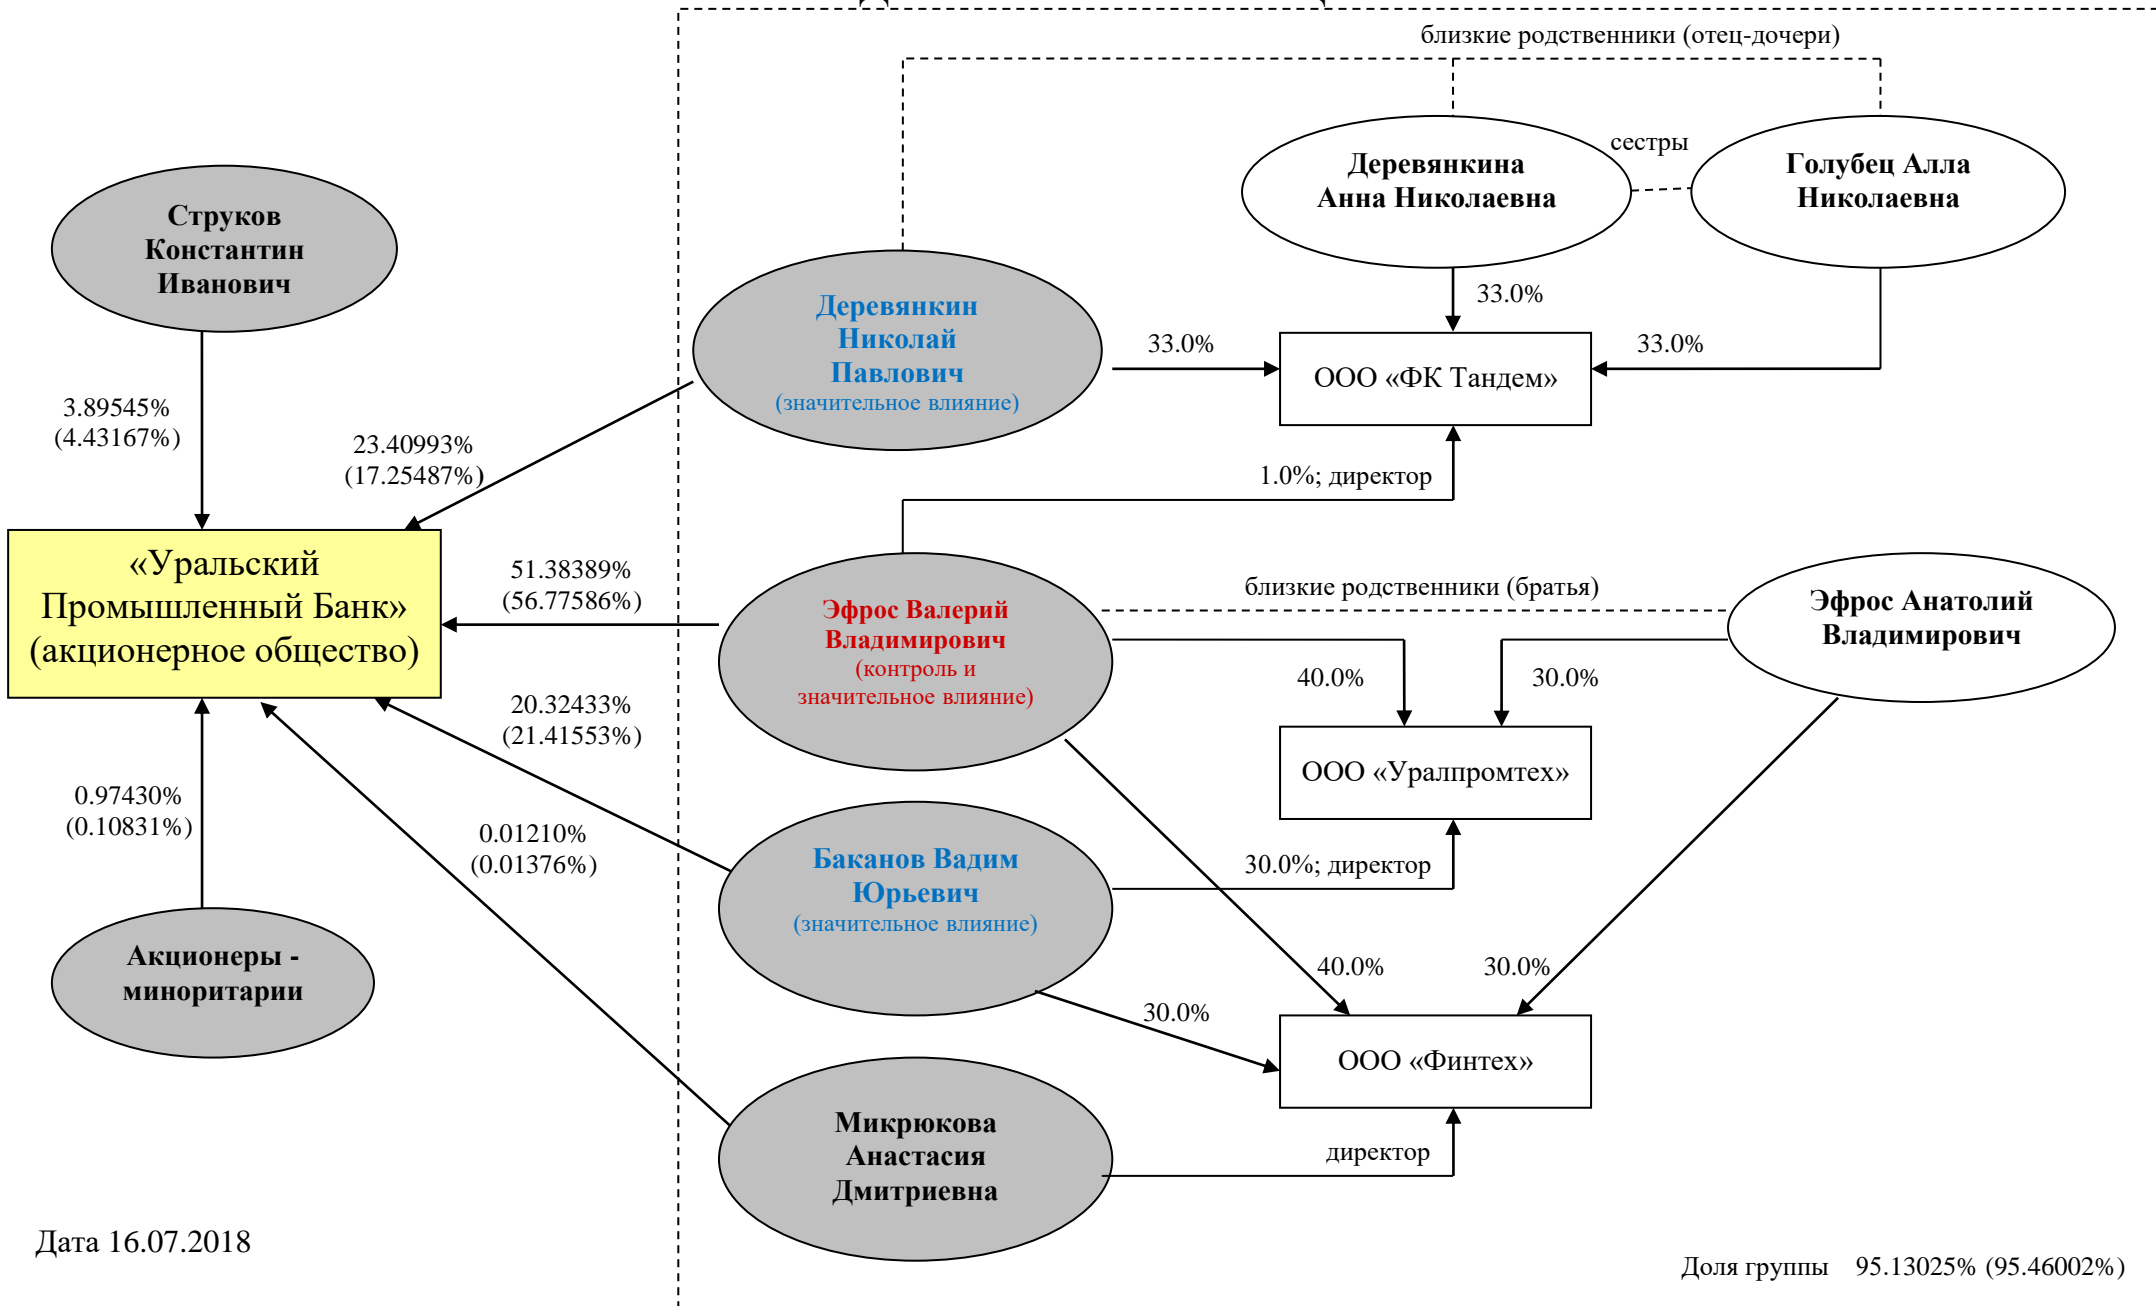 близкие родственники (отец-дочери)
сестры
Деревянкина
Анна Николаевна
Голубец Алла
Николаевна
Струков
Константин
Иванович
Деревянкин
Николай
Павлович
(значительное влияние)
33.0%
33.0%
33.0%
ООО «ФК Тандем»
3.89545%
(4.43167%)
23.40993%
(17.25487%)
1.0%; директор
«Уральский
Промышленный Банк»
(акционерное общество)
51.38389%
(56.77586%)
Эфрос Валерий
Владимирович
(контроль и
значительное влияние)
близкие родственники (братья)
Эфрос Анатолий
Владимирович
40.0%
30.0%
20.32433%
(21.41553%)
ООО «Уралпромтех»
0.97430%
(0.10831%)
0.01210%
(0.01376%)
Баканов Вадим
Юрьевич
(значительное влияние)
30.0%; директор
Акционеры -
миноритарии
40.0%
30.0%
30.0%
ООО «Финтех»
Микрюкова
Анастасия
Дмитриевна
директор
Дата 16.07.2018
Доля группы 95.13025% (95.46002%)